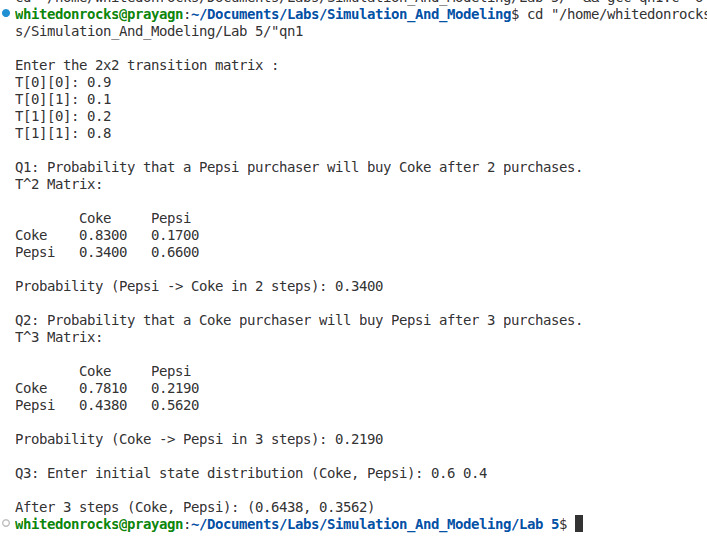 whitedonrocks@prayagn:~/Documents/Labs/Simulation_And_Modeling$ cd "/home/whitedonrocks
s/Simulation_And_Modeling/Lab 5/"qn1
Enter the 2x2 transition matrix :
T[0][0]: 0.9
T[0][1]: 0.1
T[1][0]: 0.2
T[1][1]: 0.8
Q1: Probability that a Pepsi purchaser will buy Coke after 2 purchases.
T^2 Matrix:
Coke Pepsi
Coke 0.8300 0.1700
Pepsi 0.3400 0.6600
Probability (Pepsi -> Coke in 2 steps): 0.3400
Q2: Probability that a Coke purchaser will buy Pepsi after 3 purchases.
T^3 Matrix:
Coke Pepsi
Coke 0.7810 0.2190
Pepsi 0.4380 0.5620
Probability (Coke -> Pepsi in 3 steps): 0.2190
Q3: Enter initial state distribution (Coke, Pepsi): 0.6 0.4
After 3 steps (Coke, Pepsi): (0.6438, 0.3562)
whitedonrocks@prayagn:~/Documents/Labs/Simulation_And_Modeling/Lab 5$